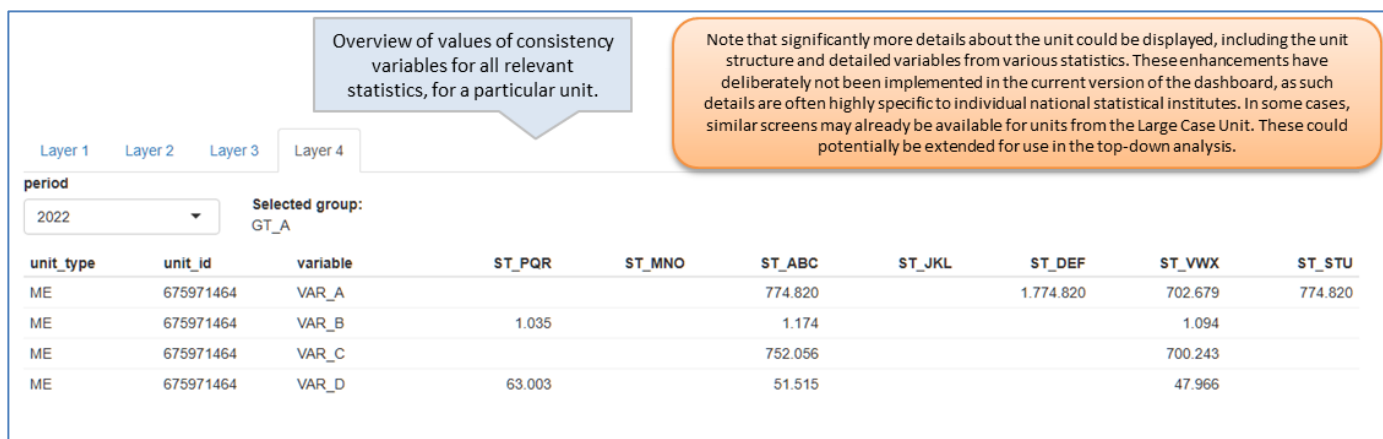 Overview of values of consistency
variables for all relevant
statistics, for a particular unit.
Note that significantly more details about the unit could be displayed, including the unit
structure and detailed variables from various statistics. These enhancements have
deliberately not been implemented in the current version of the dashboard, as such
details are often highly specific to individual national statistical institutes. In some cases,
similar screens may already be available for units from the Large Case Unit. These could
potentially be extended for use in the top-down analysis.
Layer 1 Layer 2 Layer 3 Layer 4
period
2022
Selected group:
GT_A
unit_type unit_id variable ST_PQR ST_MNO ST_ABC ST_JKL ST_DEF ST_VWX ST_STU
ME 675971464 VAR_A 774.820 1.774.820 702.679 774.820
ME 675971464 VAR_B 1.035 1.174 1.094
ME 675971464 VAR_C 752.056 700.243
ME 675971464 VAR_D 63.003 51.515 47.966